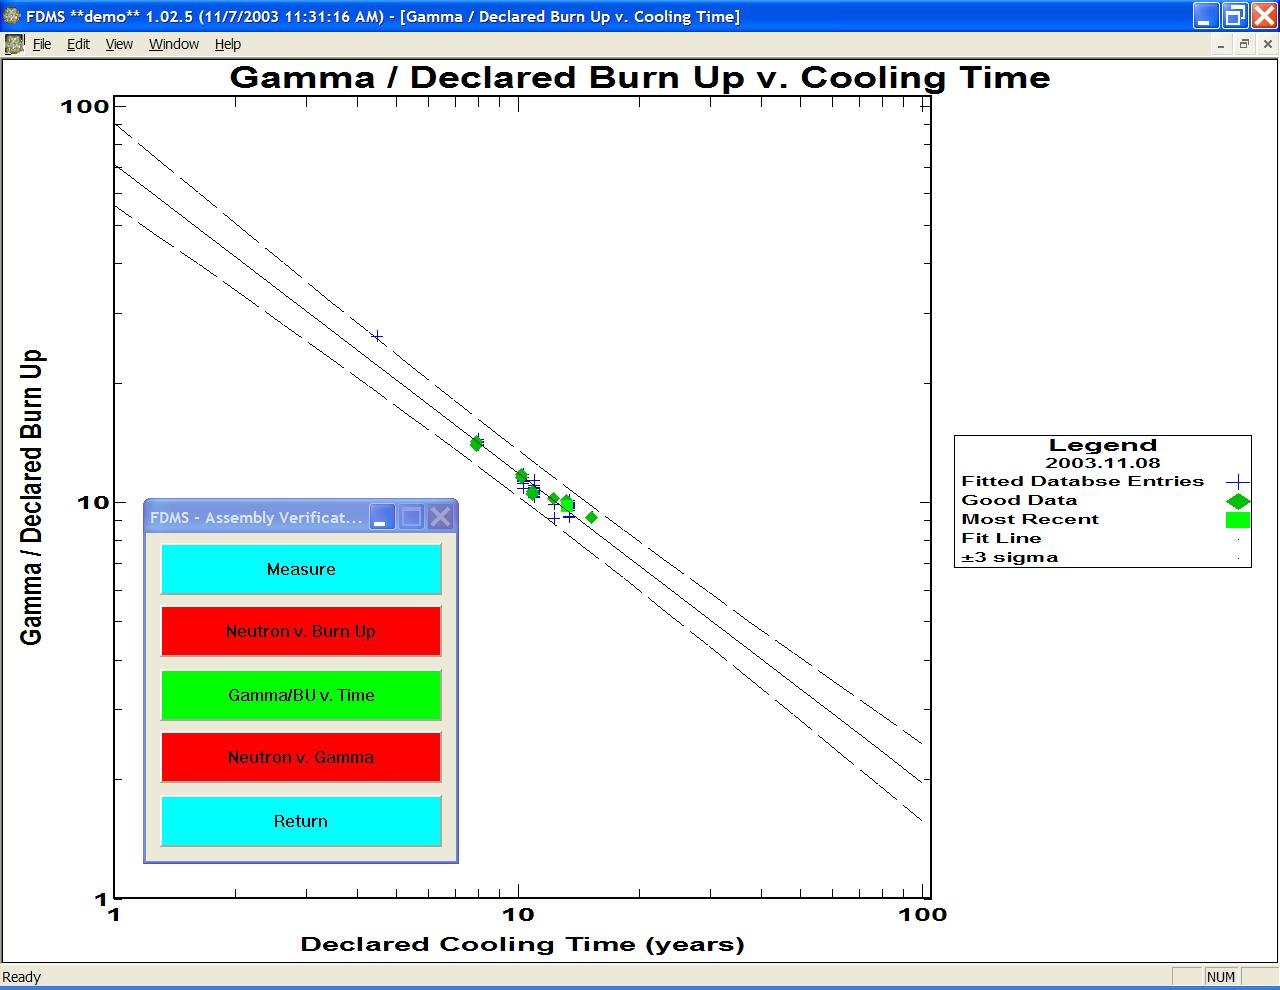 FDMS **demo** 1.02.5 (11/7/2003 11:31:16 AM) - [Gamma / Declared Burn Up v. Cooling Time]
File Edit View Window Help
Gamma / Declared Burn Up v. Cooling Time
100
10
1
Gamma / Declared Burn Up
1 10 100
Declared Cooling Time (years)
Legend
2003.11.08
Fitted Databse Entries
Good Data
Most Recent
Fit Line
±3 sigma
FDMS - Assembly Verificat...
Measure
Neutron v. Burn Up
Gamma/BU v. Time
Neutron v. Gamma
Return
Ready NUM